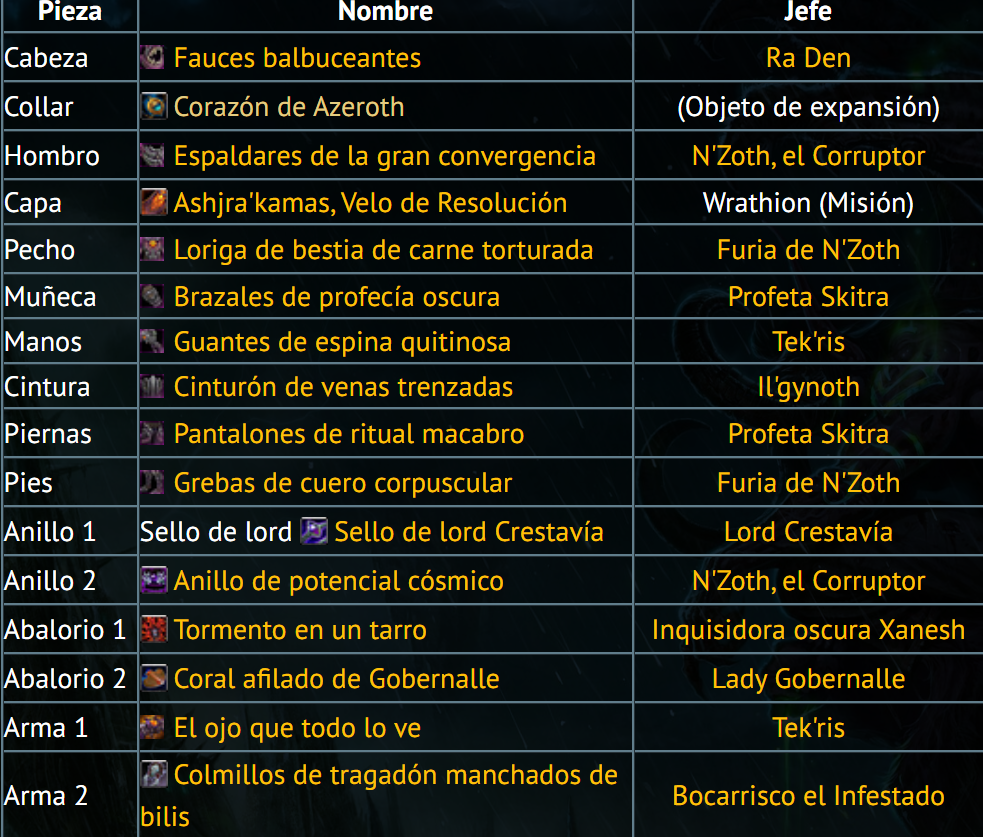 Pieza Nombre Jefe
Cabeza Fauces balbuceantes Ra Den
Collar Corazón de Azeroth (Objeto de expansión)
Hombro Espaldares de la gran convergencia N'Zoth, el Corruptor
Capa Ashjra'kamas, Velo de Resolución Wrathion (Misión)
Pecho Loriga de bestia de carne torturada Furia de N'Zoth
Muñeca Brazales de profecía oscura Profeta Skitra
Manos Guantes de espina quitinosa Tek'ris
Cintura Cinturón de venas trenzadas Il'gynoth
Piernas Pantalones de ritual macabro Profeta Skitra
Pies Grebas de cuero corpuscular Furia de N'Zoth
Anillo 1 Sello de lord Sello de lord Crestavía Lord Crestavía
Anillo 2 Anillo de potencial cósmico N'Zoth, el Corruptor
Abalorio 1 Tormento en un tarro Inquisidora oscura Xanesh
Abalorio 2 Coral afilado de Gobernalle Lady Gobernalle
Arma 1 El ojo que todo lo ve Tek'ris
Arma 2 Colmillos de tragadón manchados de
bilis Bocarrisco el Infestado